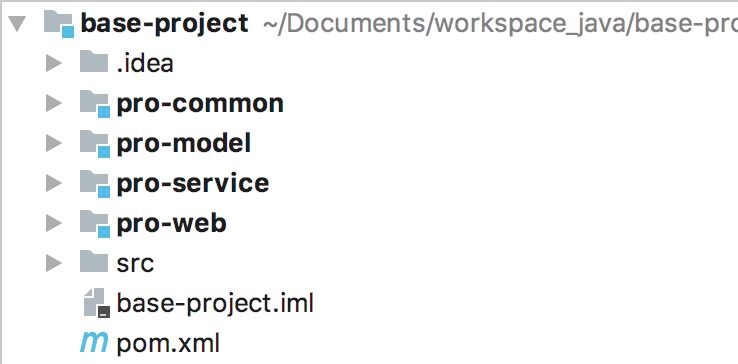 base-project ~/Documents/workspace_java/base-pro
.idea
pro-common
pro-model
pro-service
pro-web
src
base-project.iml
pom.xml